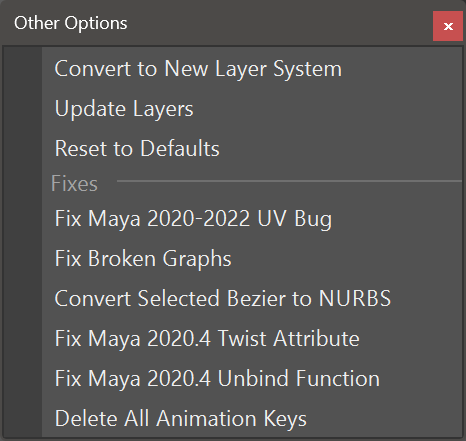 Other Options
x
Convert to New Layer System
Update Layers
Reset to Defaults
Fixes
Fix Maya 2020-2022 UV Bug
Fix Broken Graphs
Convert Selected Bezier to NURBS
Fix Maya 2020.4 Twist Attribute
Fix Maya 2020.4 Unbind Function
Delete All Animation Keys